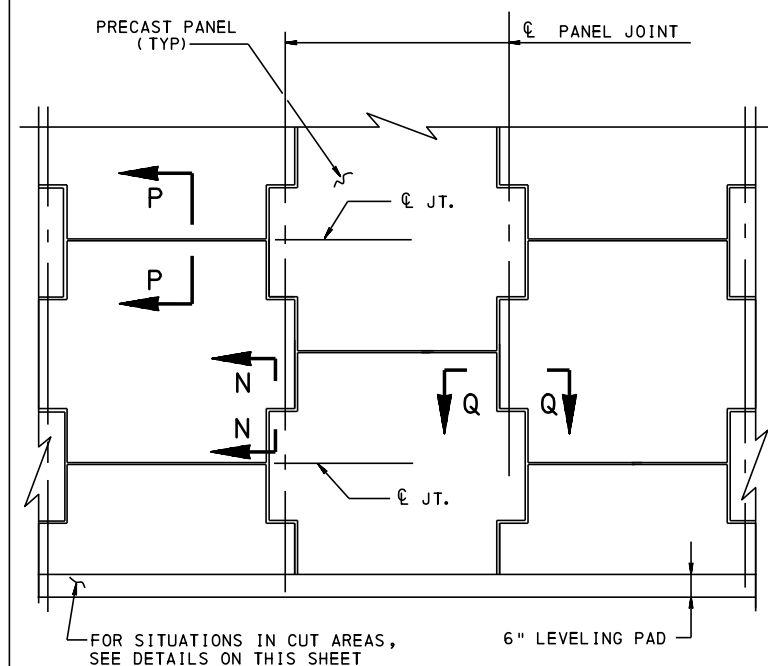 PRECAST PANEL
(TYP)
℄ PANEL JOINT
P
℄ JT.
P
N
N
Q
Q
℄ JT.
FOR SITUATIONS IN CUT AREAS,
SEE DETAILS ON THIS SHEET
6" LEVELING PAD